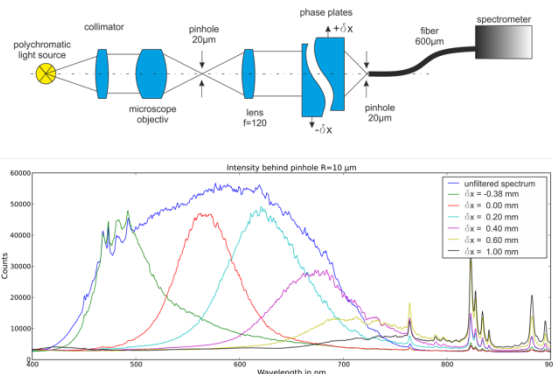 phase plates
spectrometer
collimator
pinhole
20μm
+δx
fiber
600μm
polychromatic
light source
microscope
objectiv
lens
f=120
-δx
pinhole
20μm
Intensity behind pinhole R=10 μm
60000
50000
40000
30000
20000
10000
0
Counts
unfiltered spectrum
δx = -0.38 mm
δx = 0.00 mm
δx = 0.20 mm
δx = 0.40 mm
δx = 0.60 mm
δx = 1.00 mm
400
500
600
700
800
Wavelength in nm